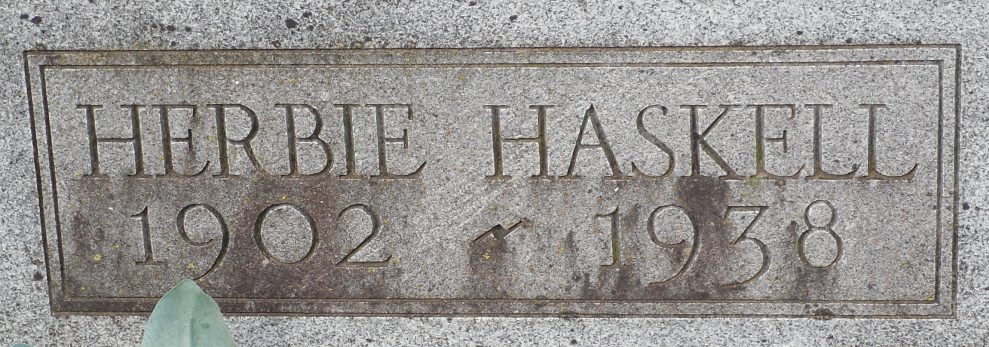 HERBIE HASKELL
1902 - 1938